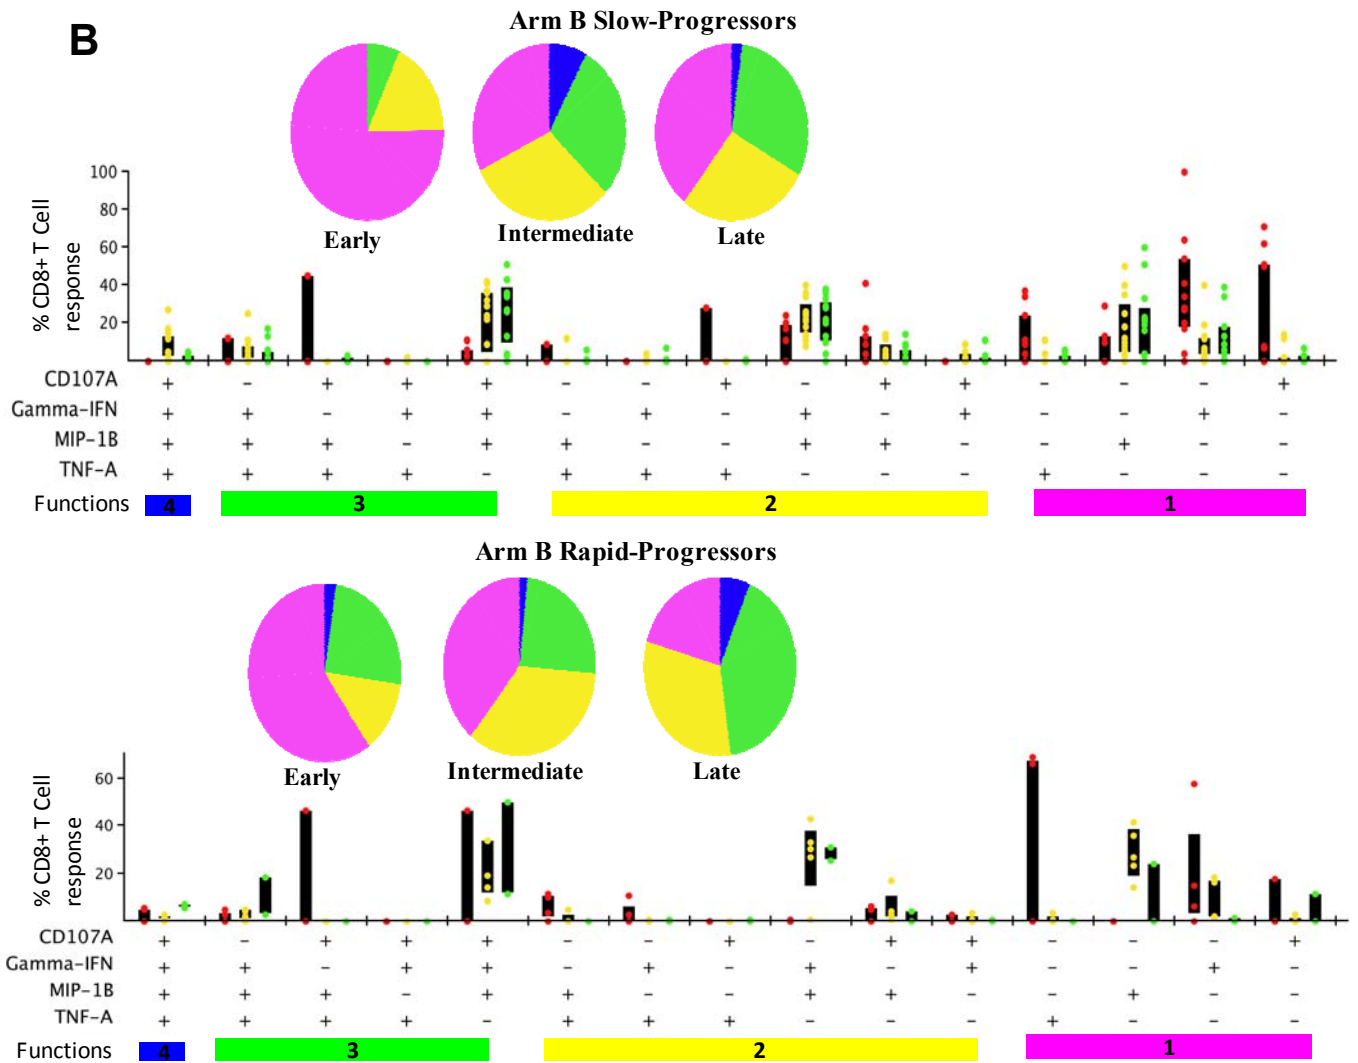 B
Arm B Slow-Progressors
Early
Intermediate
Late
% CD8+ T Cell
response
100
80
60
40
20
CD107A + - + + + - - + - + + - - - +
Gamma-IFN + + - + + - + - + - + - - + -
MIP-1B + + + - + + - - + + - - + - -
TNF-A + + + + - + + + - - - + - - -
Functions 4 3 2 1
Arm B Rapid-Progressors
Early
Intermediate
Late
% CD8+ T Cell
response
60
40
20
CD107A + - + + + - - + - + + - - - +
Gamma-IFN + + - + + - + - + - + - - + -
MIP-1B + + + - + + - - + + - - + - -
TNF-A + + + + - + + + - - - + - - -
Functions 4 3 2 1